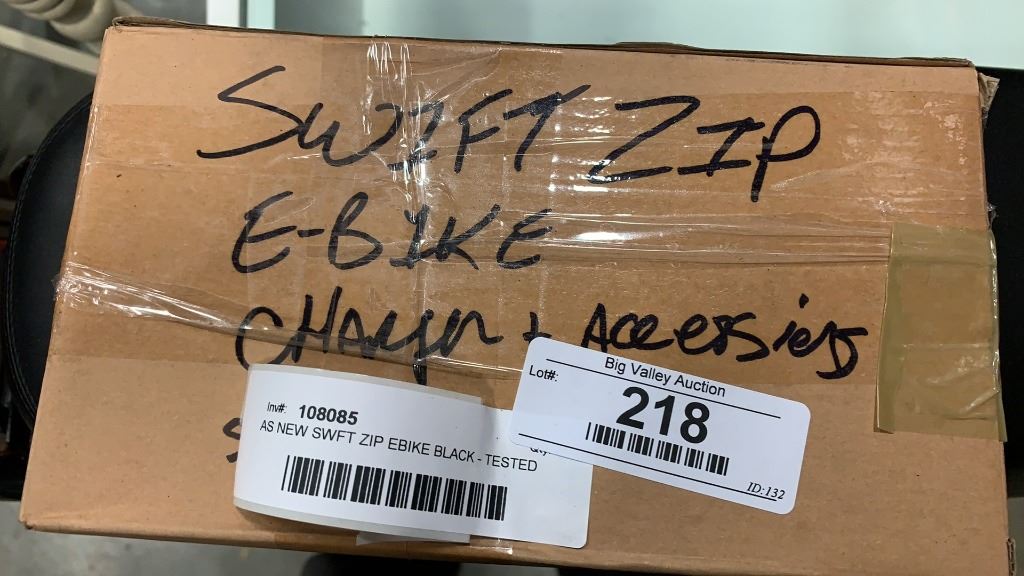 SWIFT ZIP
E-BIKE
CHARGER + ACCEERSIERS
Inv#: 108085
AS NEW SWFT ZIP EBIKE BLACK - TESTED
Big Valley Auction
Lot#:
218
ID:132